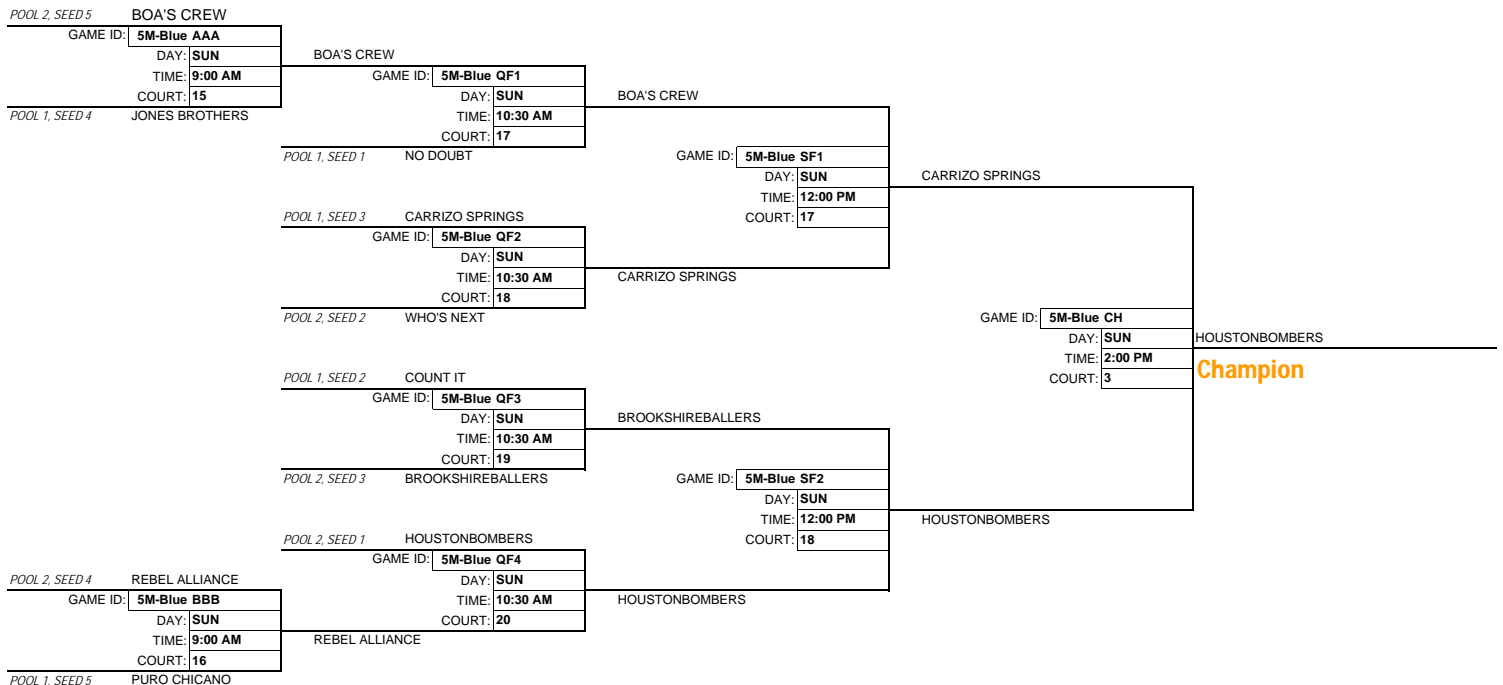 POOL 2, SEED 5 BOA'S CREW
GAME ID: 5M-Blue AAA
DAY: SUN BOA'S CREW
TIME: 9:00 AM GAME ID: 5M-Blue QF1
COURT: 15 DAY: SUN BOA'S CREW
POOL 1, SEED 4 JONES BROTHERS TIME: 10:30 AM
COURT: 17
POOL 1, SEED 1 NO DOUBT GAME ID: 5M-Blue SF1
DAY: SUN CARRIZO SPRINGS
TIME: 12:00 PM
POOL 1, SEED 3 CARRIZO SPRINGS COURT: 17
GAME ID: 5M-Blue QF2
DAY: SUN
TIME: 10:30 AM CARRIZO SPRINGS
COURT: 18
POOL 2, SEED 2 WHO'S NEXT GAME ID: 5M-Blue CH
DAY: SUN HOUSTONBOMBERS
TIME: 2:00 PM Champion
POOL 1, SEED 2 COUNT IT COURT: 3
GAME ID: 5M-Blue QF3
DAY: SUN BROOKSHIREBALLERS
TIME: 10:30 AM
COURT: 19
POOL 2, SEED 3 BROOKSHIREBALLERS GAME ID: 5M-Blue SF2
DAY: SUN
TIME: 12:00 PM HOUSTONBOMBERS
POOL 2, SEED 1 HOUSTONBOMBERS COURT: 18
GAME ID: 5M-Blue QF4
POOL 2, SEED 4 REBEL ALLIANCE DAY: SUN
GAME ID: 5M-Blue BBB TIME: 10:30 AM HOUSTONBOMBERS
DAY: SUN COURT: 20
TIME: 9:00 AM REBEL ALLIANCE
COURT: 16
POOL 1, SEED 5 PURO CHICANO